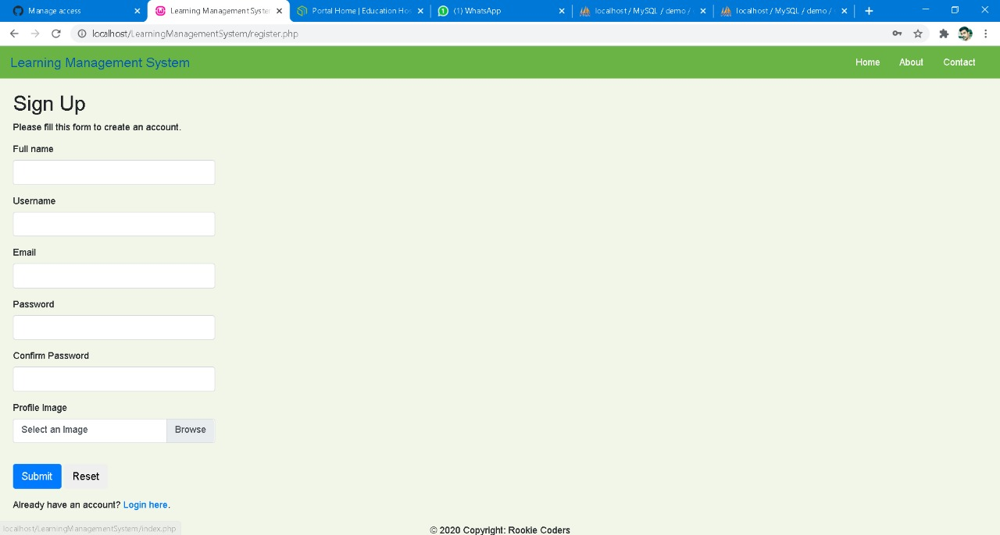 Manage access
Learning Management Syste
Portal Home | Education Hos
(1) WhatsApp
localhost / MySQL / demo /
localhost / MySQL / demo /
localhost/LearningManagementSystem/register.php
Learning Management System
Home
About
Contact
Sign Up
Please fill this form to create an account.
Full name
Username
Email
Password
Confirm Password
Profile Image
Select an Image
Browse
Submit
Reset
Already have an account? Login here.
localhost/LearningManagementSystem/index.php
© 2020 Copyright: Rookie Coders